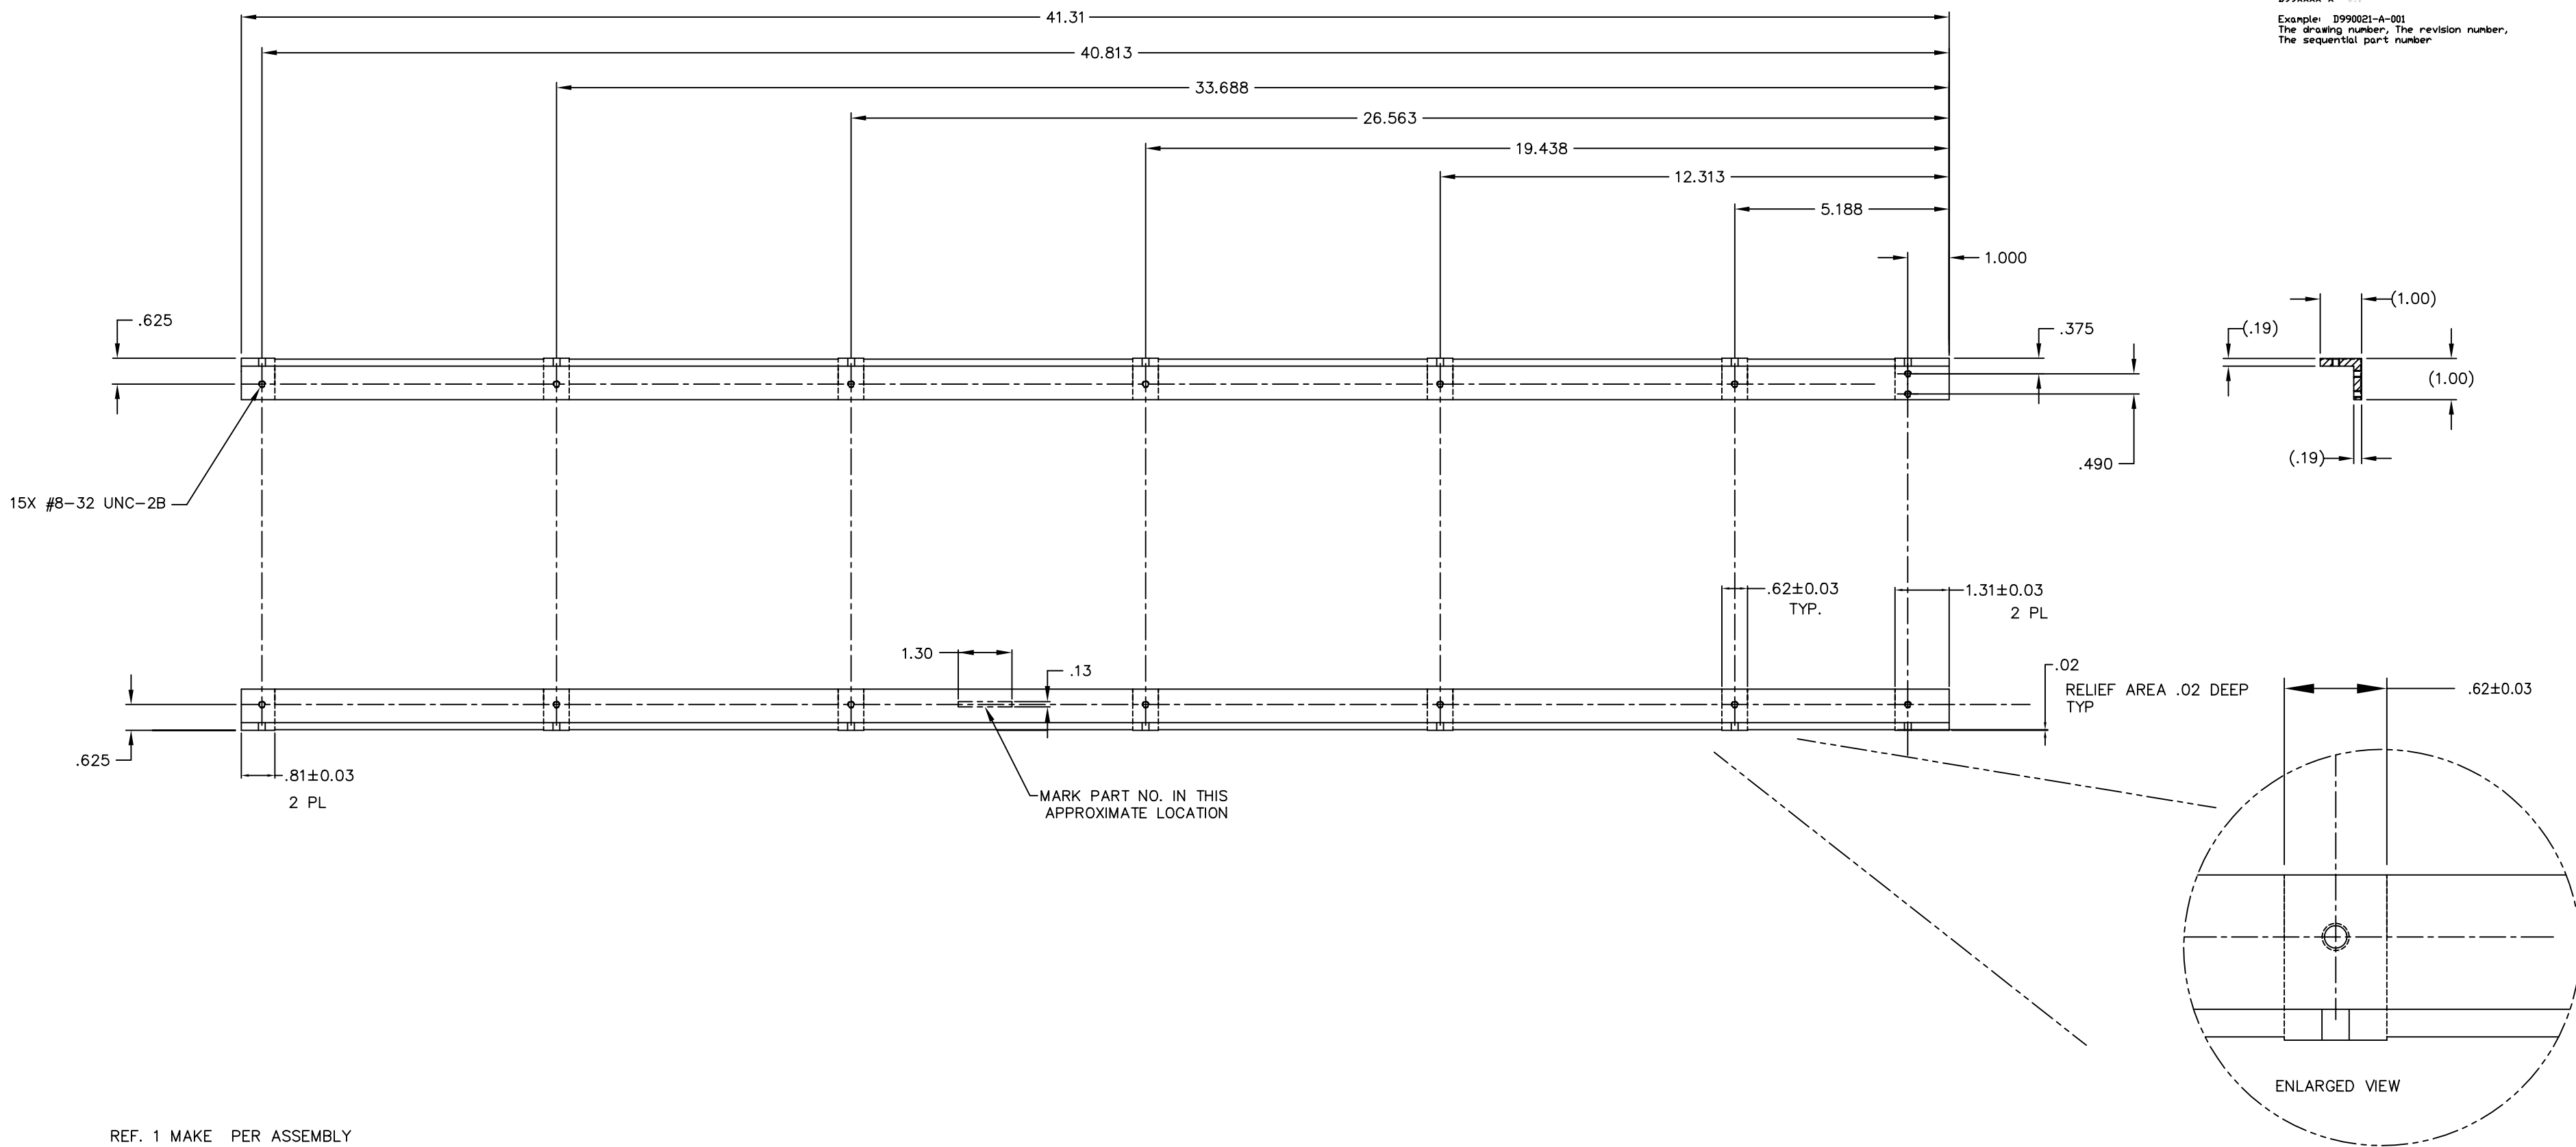 Example: D990021-A-001
The drawing number, The revision number,
The sequential part number
41.31
40.813
33.688
26.563
19.438
12.313
5.188
1.000
.625
.375
.490
(1.00)
(.19)
(1.00)
(.19)
15X #8-32 UNC-2B
.62±0.03
TYP.
1.31±0.03
2 PL
1.30
.13
.02
RELIEF AREA .02 DEEP
TYP
.62±0.03
.625
.81±0.03
2 PL
MARK PART NO. IN THIS
APPROXIMATE LOCATION
ENLARGED VIEW
REF. 1 MAKE PER ASSEMBLY